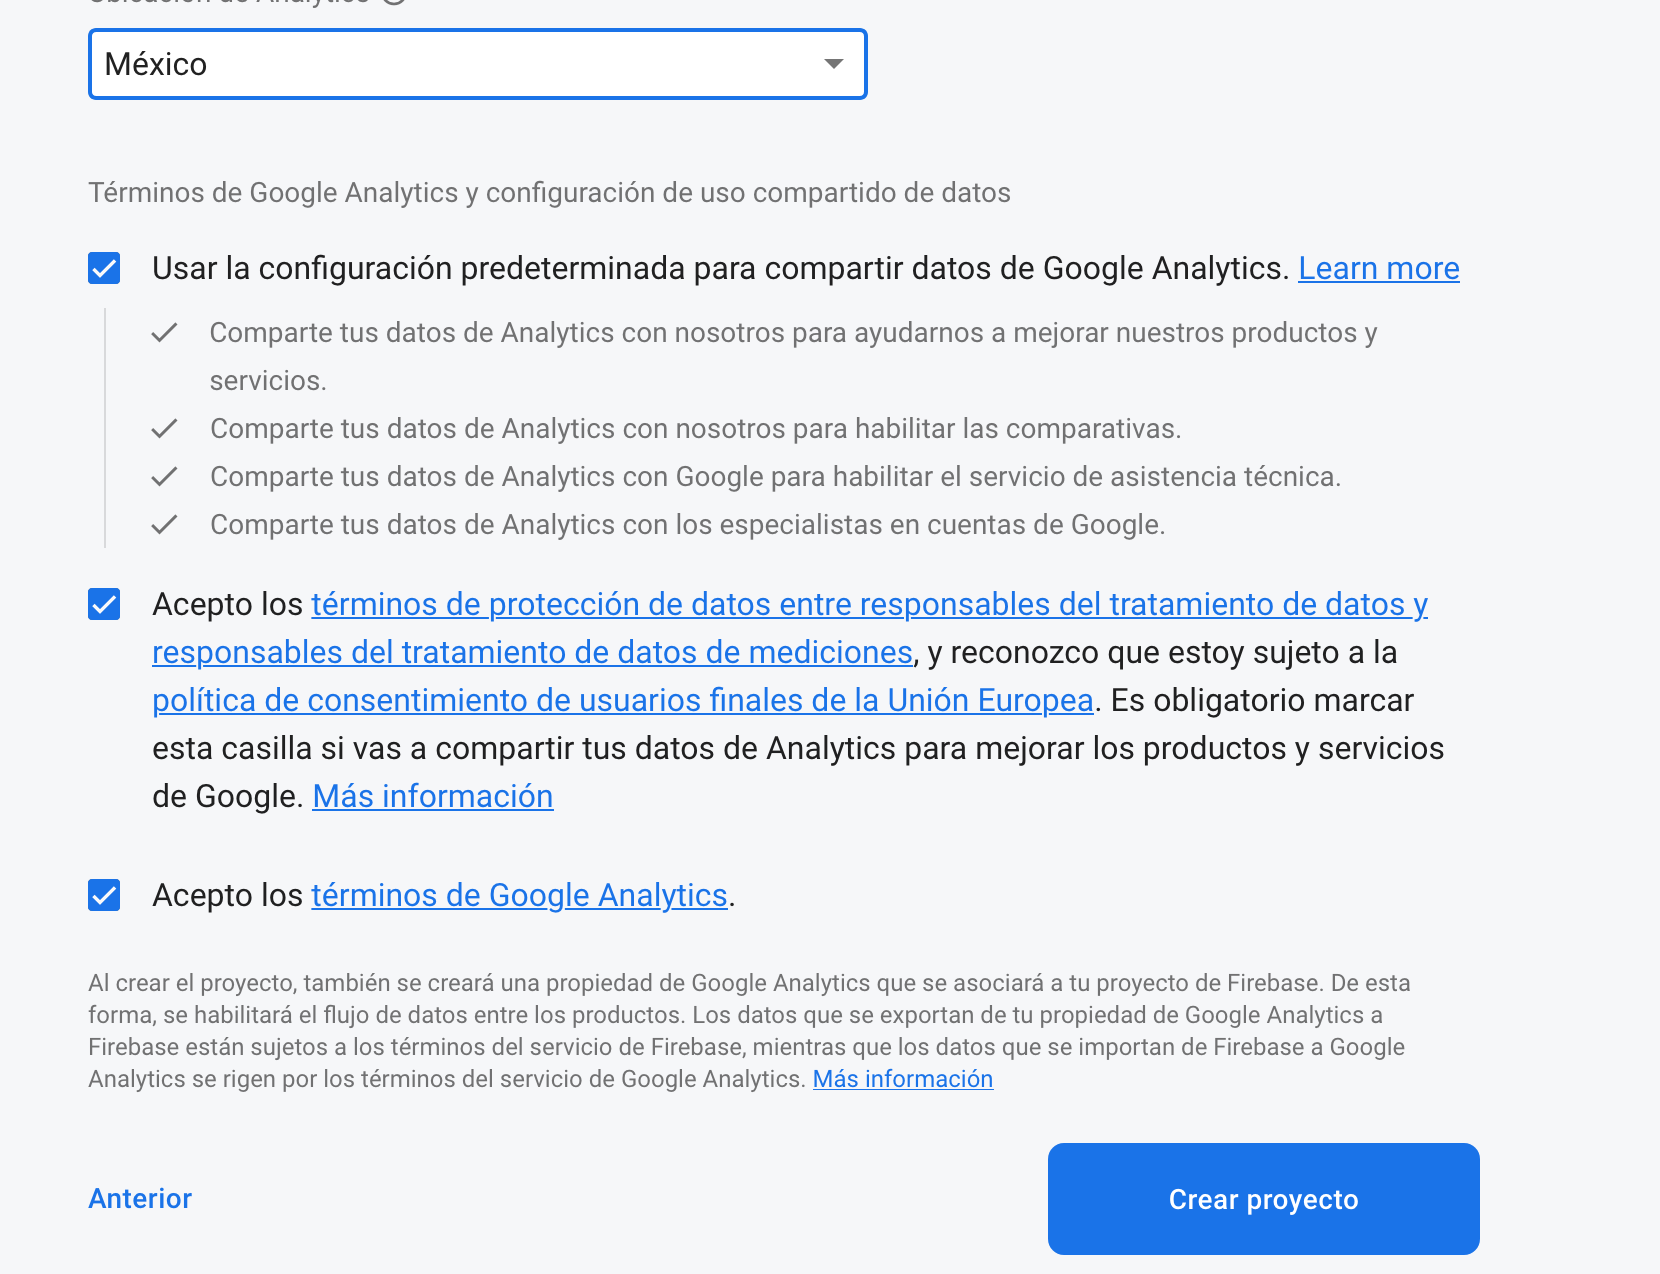 Ubicación de Analytics
México
Términos de Google Analytics y configuración de uso compartido de datos
Usar la configuración predeterminada para compartir datos de Google Analytics. Learn more
Comparte tus datos de Analytics con nosotros para ayudarnos a mejorar nuestros productos y
servicios.
Comparte tus datos de Analytics con nosotros para habilitar las comparativas.
Comparte tus datos de Analytics con Google para habilitar el servicio de asistencia técnica.
Comparte tus datos de Analytics con los especialistas en cuentas de Google.
Acepto los términos de protección de datos entre responsables del tratamiento de datos y
responsables del tratamiento de datos de mediciones, y reconozco que estoy sujeto a la
política de consentimiento de usuarios finales de la Unión Europea. Es obligatorio marcar
esta casilla si vas a compartir tus datos de Analytics para mejorar los productos y servicios
de Google. Más información
Acepto los términos de Google Analytics.
Al crear el proyecto, también se creará una propiedad de Google Analytics que se asociará a tu proyecto de Firebase. De esta
forma, se habilitará el flujo de datos entre los productos. Los datos que se exportan de tu propiedad de Google Analytics a
Firebase están sujetos a los términos del servicio de Firebase, mientras que los datos que se importan de Firebase a Google
Analytics se rigen por los términos del servicio de Google Analytics. Más información
Anterior
Crear proyecto